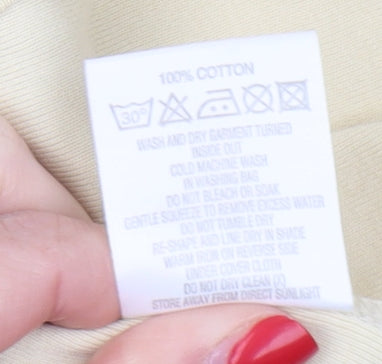 100% COTTON
30°
WASH AND DRY GARMENT TURNED
INSIDE OUT
COLD MACHINE WASH
IN WASHING BAG
DO NOT BLEACH OR SOAK
GENTLE SQUEEZE TO REMOVE EXCESS WATER
DO NOT TUMBLE DRY
RE-SHAPE AND LINE DRY IN SHADE
WARM IRON ON REVERSE SIDE
UNDER COVER CLOTH
DO NOT DRY CLEAN (X)
STORE AWAY FROM DIRECT SUNLIGHT